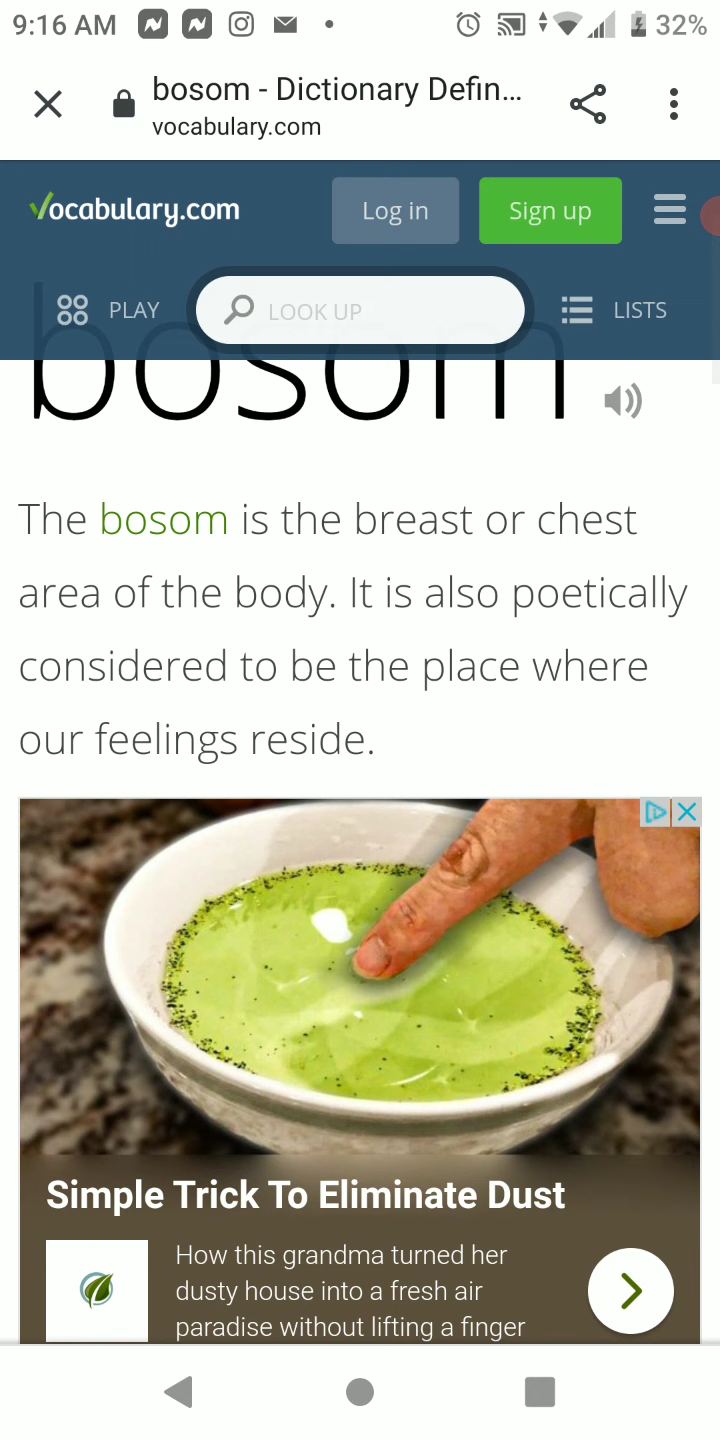 9:16 AM
32%
bosom - Dictionary Defin...
vocabulary.com
Vocabulary.com
Log in
Sign up
PLAY
LOOK UP
LISTS
bosom
The bosom is the breast or chest
area of the body. It is also poetically
considered to be the place where
our feelings reside.
Simple Trick To Eliminate Dust
How this grandma turned her
dusty house into a fresh air
paradise without lifting a finger